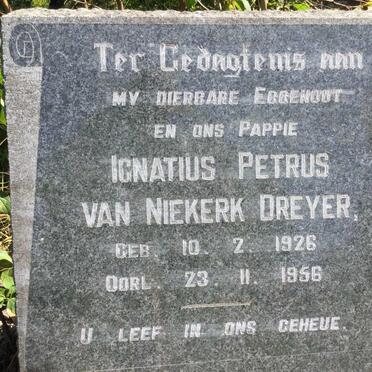 Ter Gedagtenis aan
MY DIERBARE EGGENOOT
EN ONS PAPPIE
IGNATIUS PETRUS
VAN NIEKERK DREYER,
GEB. 10. 2. 1926
OORL. 23. 11. 1956
U LEEF IN ONS GEHEUE.